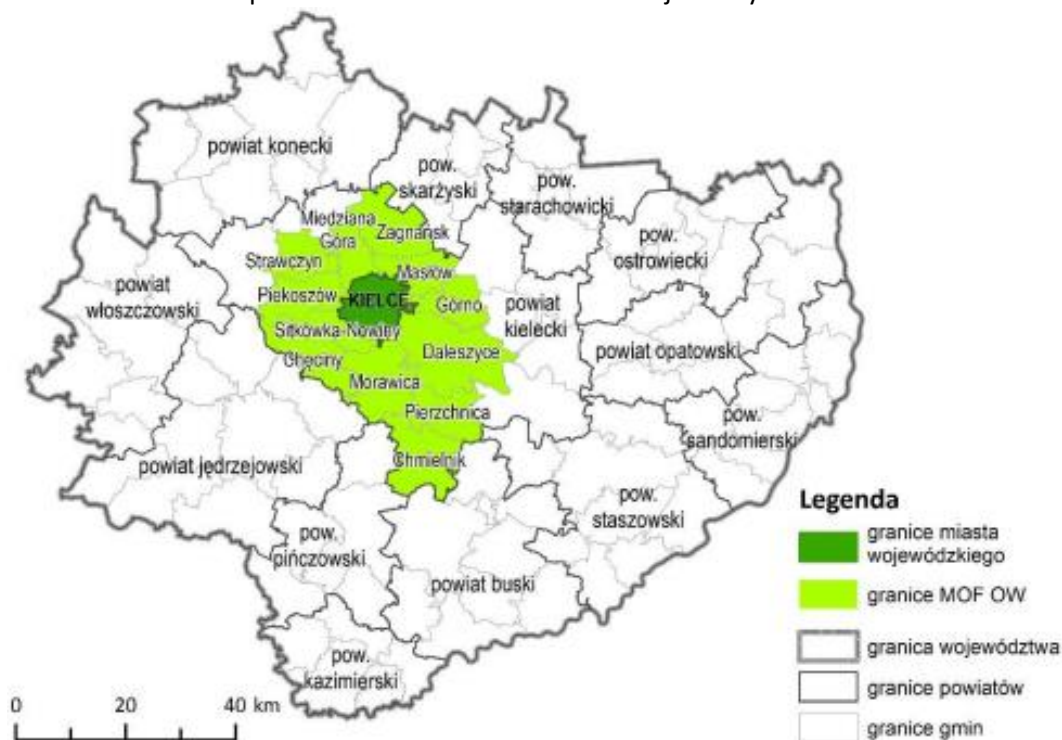 powiat konecki
pow.
skarżyski
pow.
starachowicki
Miedziana
Góra
Zagnańsk
pow.
ostrowiecki
Strawczyn
Masłów
powiat
włoszczowski
Piekoszów
KIELCE
Górno
powiat
kielecki
Sitkówka-Nowiny
Chęciny
Daleszyce
powiat opatowski
Morawica
Pierzchnica
pow.
sandomierski
powiat jędrzejowski
Chmielnik
pow.
staszowski
pow.
pińczowski
powiat buski
pow.
kazimierski
Legenda
granice miasta
wojewódzkiego
granice MOF OW
granica województwa
granice powiatów
granice gmin
0 20 40 km